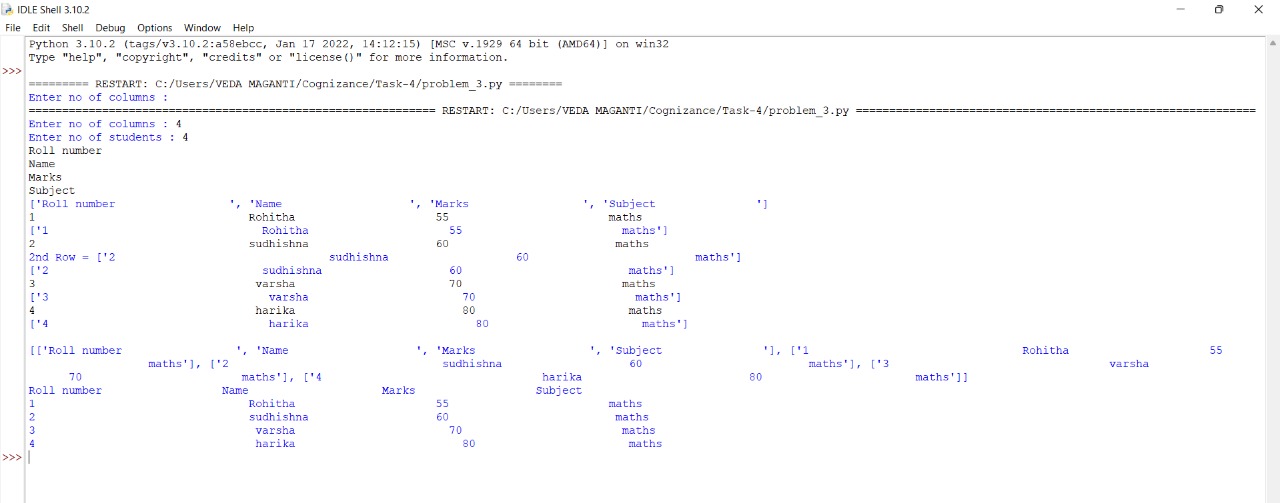 IDLE Shell 3.10.2
File Edit Shell Debug Options Window Help
Python 3.10.2 (tags/v3.10.2:a58ebcc, Jan 17 2022, 14:12:15) [MSC v.1929 64 bit (AMD64)] on win32
Type "help", "copyright", "credits" or "license()" for more information.
>>>
========= RESTART: C:/Users/VEDA MAGANTI/Cognizance/Task-4/problem_3.py ========
Enter no of columns :
============================================================= RESTART: C:/Users/VEDA MAGANTI/Cognizance/Task-4/problem_3.py ============================================================
Enter no of columns : 4
Enter no of students : 4
Roll number
Name
Marks
Subject
['Roll number                 ', 'Name                   ', 'Marks                 ', 'Subject               ']
1                                Rohitha                     55                        maths
['1                                Rohitha                     55                        maths']
2                                sudhishna                   60                         maths
2nd Row = ['2                                sudhishna                   60                         maths']
['2                                sudhishna                   60                         maths']
3                                 varsha                       70                        maths
['3                                 varsha                       70                        maths']
4                                 harika                         80                       maths
['4                                 harika                         80                       maths']
[['Roll number                 ', 'Name                   ', 'Marks                 ', 'Subject               '], ['1                                Rohitha                     55
                  maths'], ['2                                sudhishna                   60                         maths'], ['3                                 varsha
      70                        maths'], ['4                                 harika                         80                       maths']]
Roll number                  Name                    Marks                  Subject
1                                Rohitha                     55                        maths
2                                sudhishna                   60                         maths
3                                 varsha                       70                        maths
4                                 harika                         80                       maths
>>>